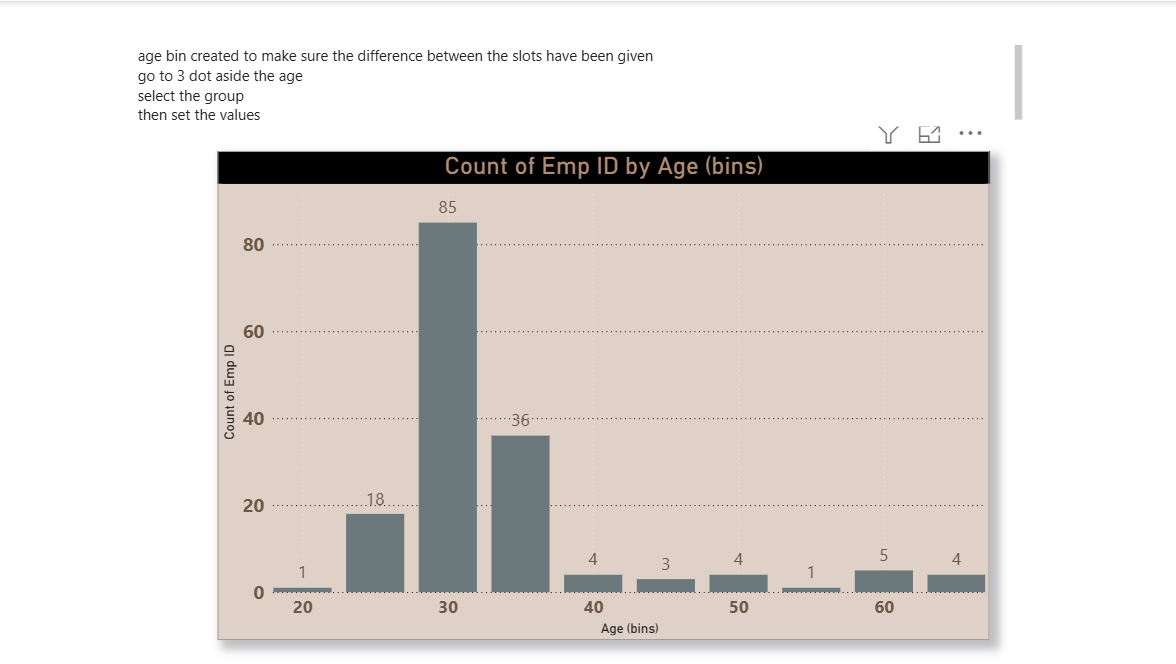 age bin created to make sure the difference between the slots have been given
go to 3 dot aside the age
select the group
then set the values
Count of Emp ID by Age (bins)
85
80
60
Count of Emp ID
40
36
20
18
1
4
3
4
1
5
4
0
20
30
40
50
60
Age (bins)